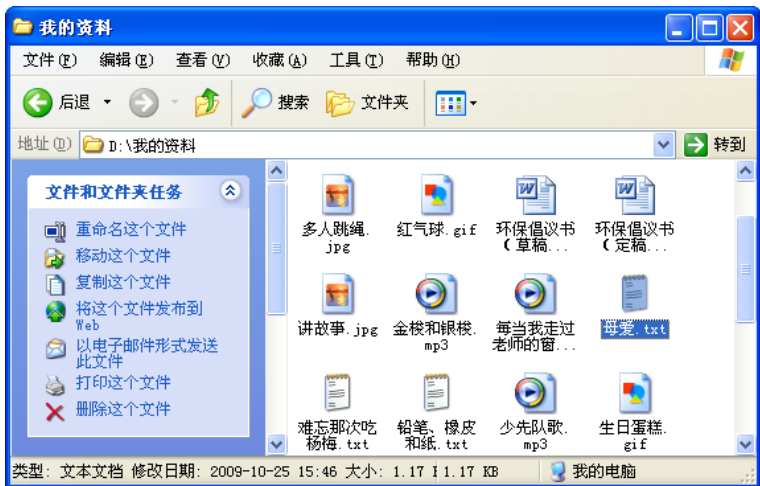 我的资料
文件(F) 编辑(E) 查看(V) 收藏(A) 工具(T) 帮助(H)
后退 搜索 文件夹
地址(D) D:\我的资料 转到
文件和文件夹任务
重命名这个文件
移动这个文件
复制这个文件
将这个文件发布到
Web
以电子邮件形式发送
此文件
打印这个文件
删除这个文件
多人跳绳.
jpg
红气球.gif
环保倡议书
(草稿...
环保倡议书
(定稿...
讲故事.jpg
金梭和银梭.
mp3
每当我走过
老师的窗...
母爱.txt
难忘那次吃
杨梅.txt
铅笔、橡皮
和纸.txt
少先队歌.
mp3
生日蛋糕.
gif
类型: 文本文档 修改日期: 2009-10-25 15:46 大小: 1.17 1.17 KB 我的电脑